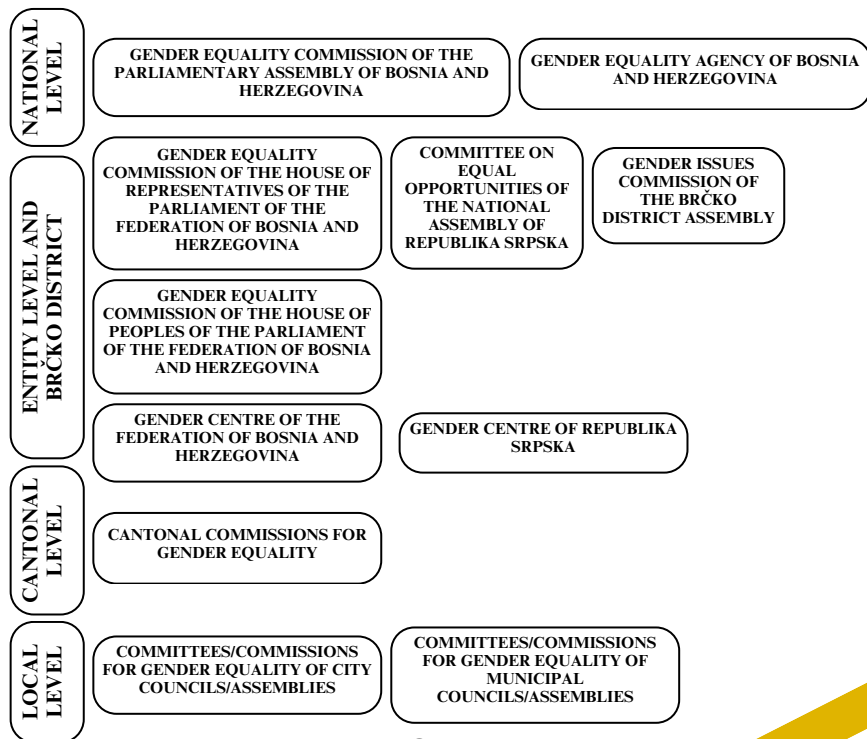 NATIONAL
LEVEL
GENDER EQUALITY COMMISSION OF THE
PARLIAMENTARY ASSEMBLY OF BOSNIA AND
HERZEGOVINA
GENDER EQUALITY AGENCY OF BOSNIA
AND HERZEGOVINA
ENTITY LEVEL AND
BRČKO DISTRICT
GENDER EQUALITY
COMMISSION OF THE HOUSE OF
REPRESENTATIVES OF THE
PARLIAMENT OF THE
FEDERATION OF BOSNIA AND
HERZEGOVINA
COMMITTEE ON
EQUAL
OPPORTUNITIES OF
THE NATIONAL
ASSEMBLY OF
REPUBLIKA SRPSKA
GENDER ISSUES
COMMISSION OF
THE BRČKO
DISTRICT ASSEMBLY
GENDER EQUALITY
COMMISSION OF THE HOUSE OF
PEOPLES OF THE PARLIAMENT
OF THE FEDERATION OF BOSNIA
AND HERZEGOVINA
GENDER CENTRE OF THE
FEDERATION OF BOSNIA AND
HERZEGOVINA
GENDER CENTRE OF REPUBLIKA
SRPSKA
CANTONAL
LEVEL
CANTONAL COMMISSIONS FOR
GENDER EQUALITY
LOCAL
LEVEL
COMMITTEES/COMMISSIONS
FOR GENDER EQUALITY OF CITY
COUNCILS/ASSEMBLIES
COMMITTEES/COMMISSIONS
FOR GENDER EQUALITY OF
MUNICIPAL
COUNCILS/ASSEMBLIES